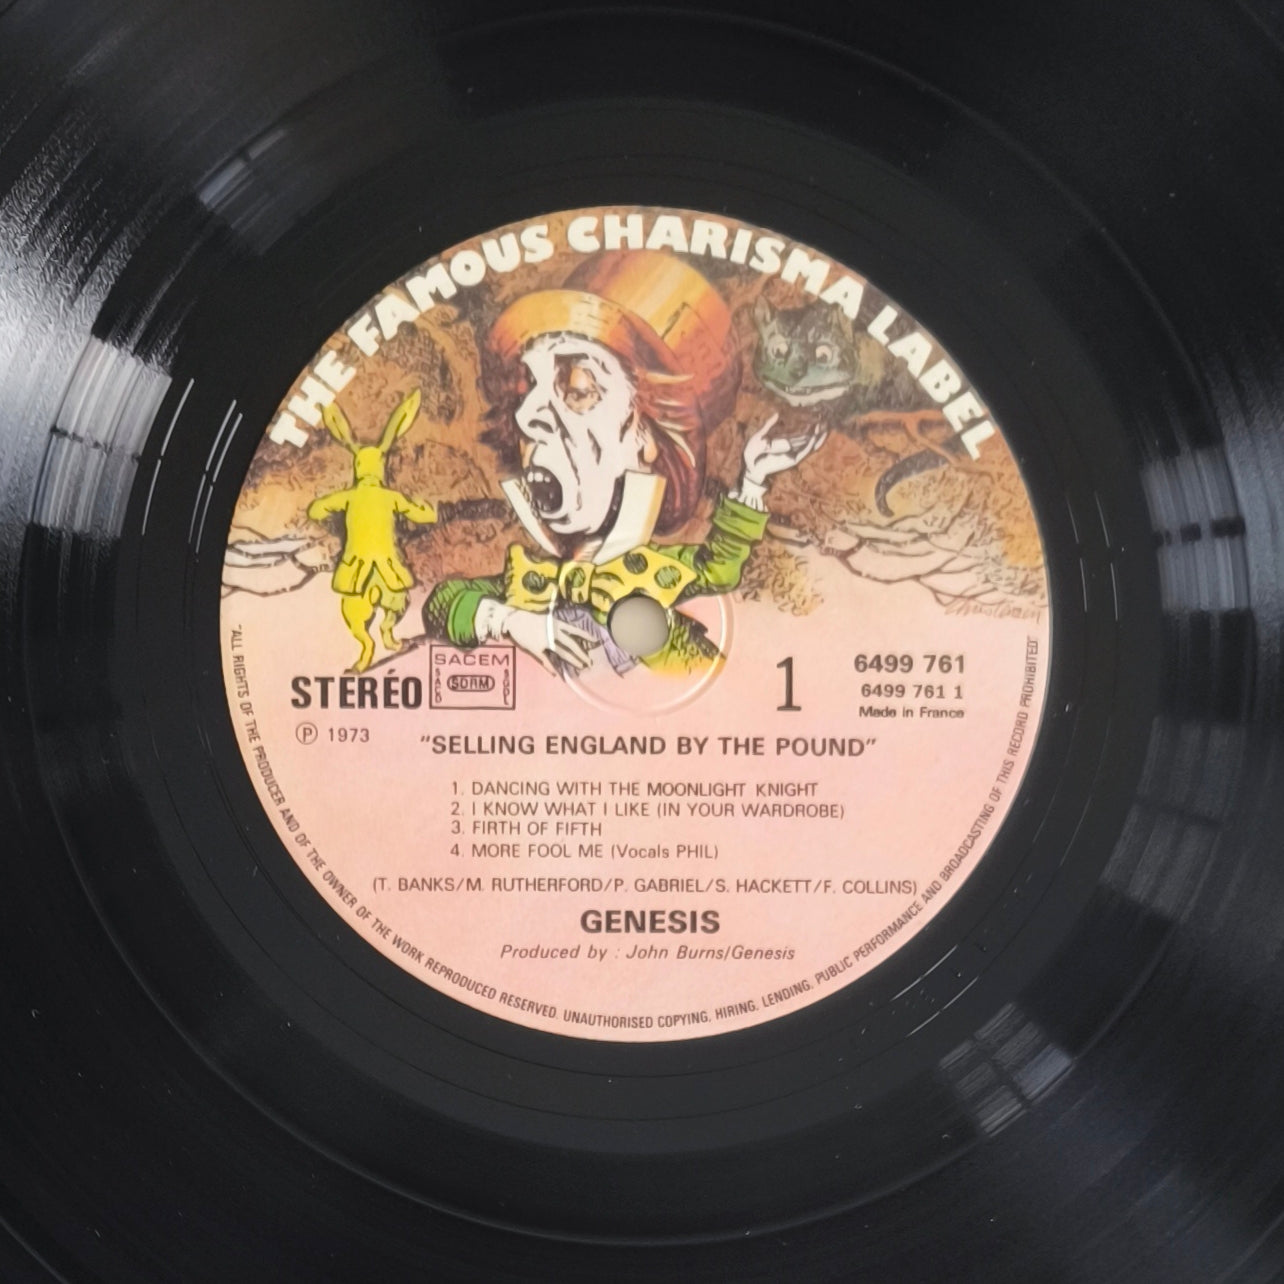 THE FAMOUS CHARISMA LABEL
STÉRÉO
SACEM
SACD
SDRM
SGDL
1
6499 761
6499 761 1
Made in France
℗ 1973
"SELLING ENGLAND BY THE POUND"
1. DANCING WITH THE MOONLIGHT KNIGHT
2. I KNOW WHAT I LIKE (IN YOUR WARDROBE)
3. FIRTH OF FIFTH
4. MORE FOOL ME (Vocals PHIL)
(T. BANKS/M. RUTHERFORD/P. GABRIEL/S. HACKETT/F. COLLINS)
GENESIS
Produced by : John Burns/Genesis
"ALL RIGHTS OF THE PRODUCER AND OF THE OWNER OF THE WORK REPRODUCED RESERVED. UNAUTHORISED COPYING, HIRING, LENDING, PUBLIC PERFORMANCE AND BROADCASTING OF THIS RECORD PROHIBITED"